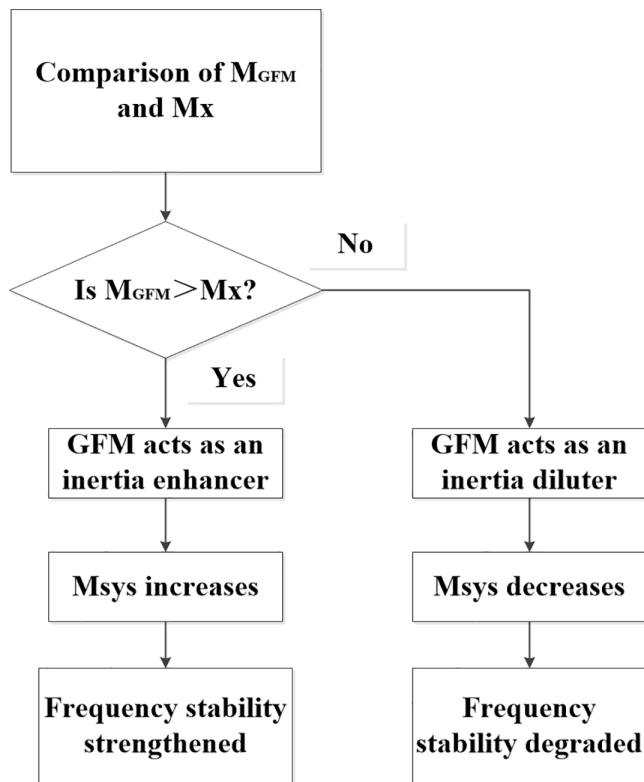 Comparison of MGFM
and Mx
No
Is MGFM＞Mx?
Yes
GFM acts as an
inertia enhancer
GFM acts as an
inertia diluter
Msys increases
Msys decreases
Frequency stability
strengthened
Frequency
stability degraded